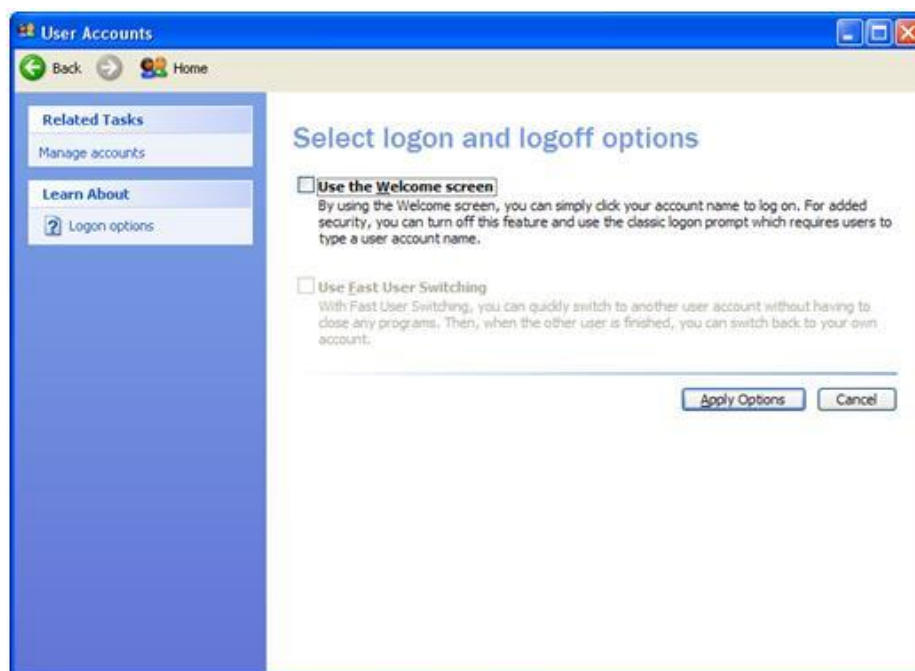 User Accounts
Back Home
Related Tasks
Manage accounts
Learn About
Logon options
Select logon and logoff options
Use the Welcome screen
By using the Welcome screen, you can simply click your account name to log on. For added
security, you can turn off this feature and use the classic logon prompt which requires users to
type a user account name.
Use Fast User Switching
With Fast User Switching, you can quickly switch to another user account without having to
close any programs. Then, when the other user is finished, you can switch back to your own
account.
Apply Options Cancel